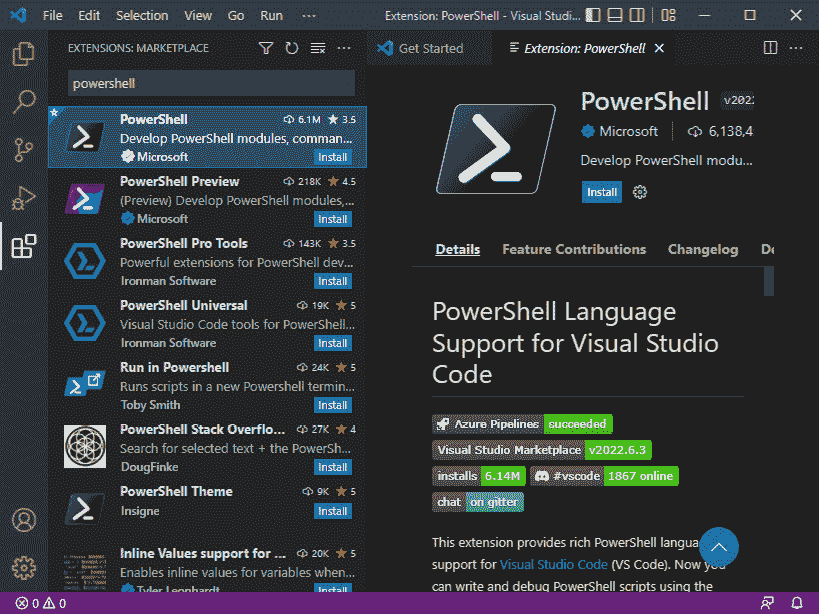 File Edit Selection View Go Run ··· Extension: PowerShell - Visual Studi...
EXTENSIONS: MARKETPLACE
powershell
PowerShell 6.1M 3.5
Develop PowerShell modules, comman...
Microsoft Install
PowerShell Preview 218K 4.5
(Preview) Develop PowerShell modules,...
Microsoft Install
PowerShell Pro Tools 143K 3.5
Powerful extensions for PowerShell dev...
Ironman Software Install
PowerShell Universal 19K 5
Visual Studio Code tools for PowerShell...
Ironman Software Install
Run in Powershell 24K 5
Runs scripts in a new Powershell termin...
Toby Smith Install
PowerShell Stack Overflo... 27K 4
Search for selected text + the PowerSh...
DougFinke Install
PowerShell Theme 9K 5
Insigne Install
Inline Values support for ... 20K 5
Enables inline values for variables when...
Tyler Leonhardt Install
Get Started Extension: PowerShell
PowerShell v202
Microsoft 6,138,4
Develop PowerShell modu...
Install
Details Feature Contributions Changelog De
PowerShell Language
Support for Visual Studio
Code
Azure Pipelines succeeded
Visual Studio Marketplace v2022.6.3
installs 6.14M #vscode 1867 online
chat on gitter
This extension provides rich PowerShell langua
support for Visual Studio Code (VS Code). Now you
can write and debug PowerShell scripts using the
0 0